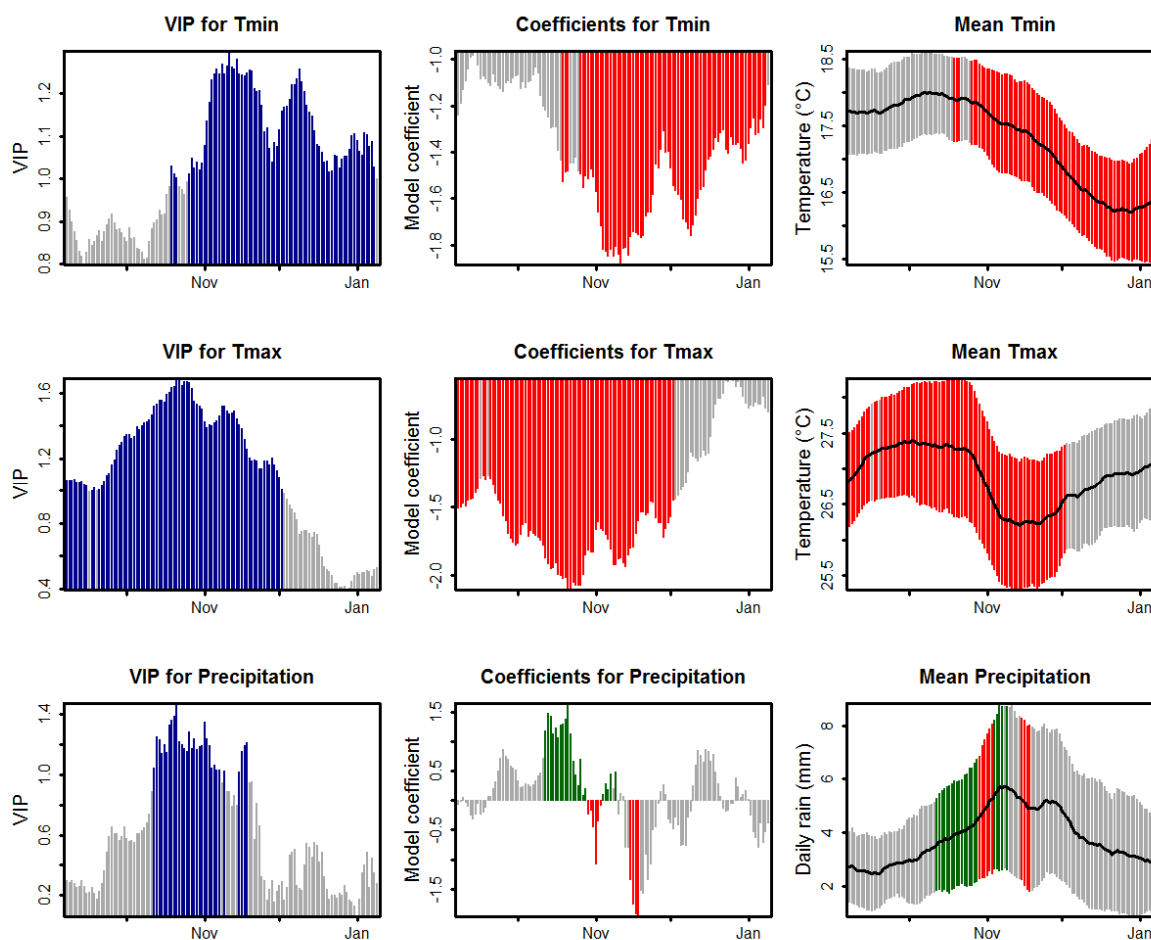 VIP for Tmin
VIP
0.8 0.9 1.0 1.1 1.2
Nov Jan
Coefficients for Tmin
Model coefficient
-1.8 -1.6 -1.4 -1.2 -1.0
Nov Jan
Mean Tmin
Temperature (°C)
15.5 16.5 17.5 18.5
Nov Jan
VIP for Tmax
VIP
0.4 0.8 1.2 1.6
Nov Jan
Coefficients for Tmax
Model coefficient
-2.0 -1.5 -1.0
Nov Jan
Mean Tmax
Temperature (°C)
25.5 26.5 27.5
Nov Jan
VIP for Precipitation
VIP
0.2 0.6 1.0 1.4
Nov Jan
Coefficients for Precipitation
Model coefficient
-1.5 -0.5 0.5 1.5
Nov Jan
Mean Precipitation
Daily rain (mm)
2 4 6 8
Nov Jan